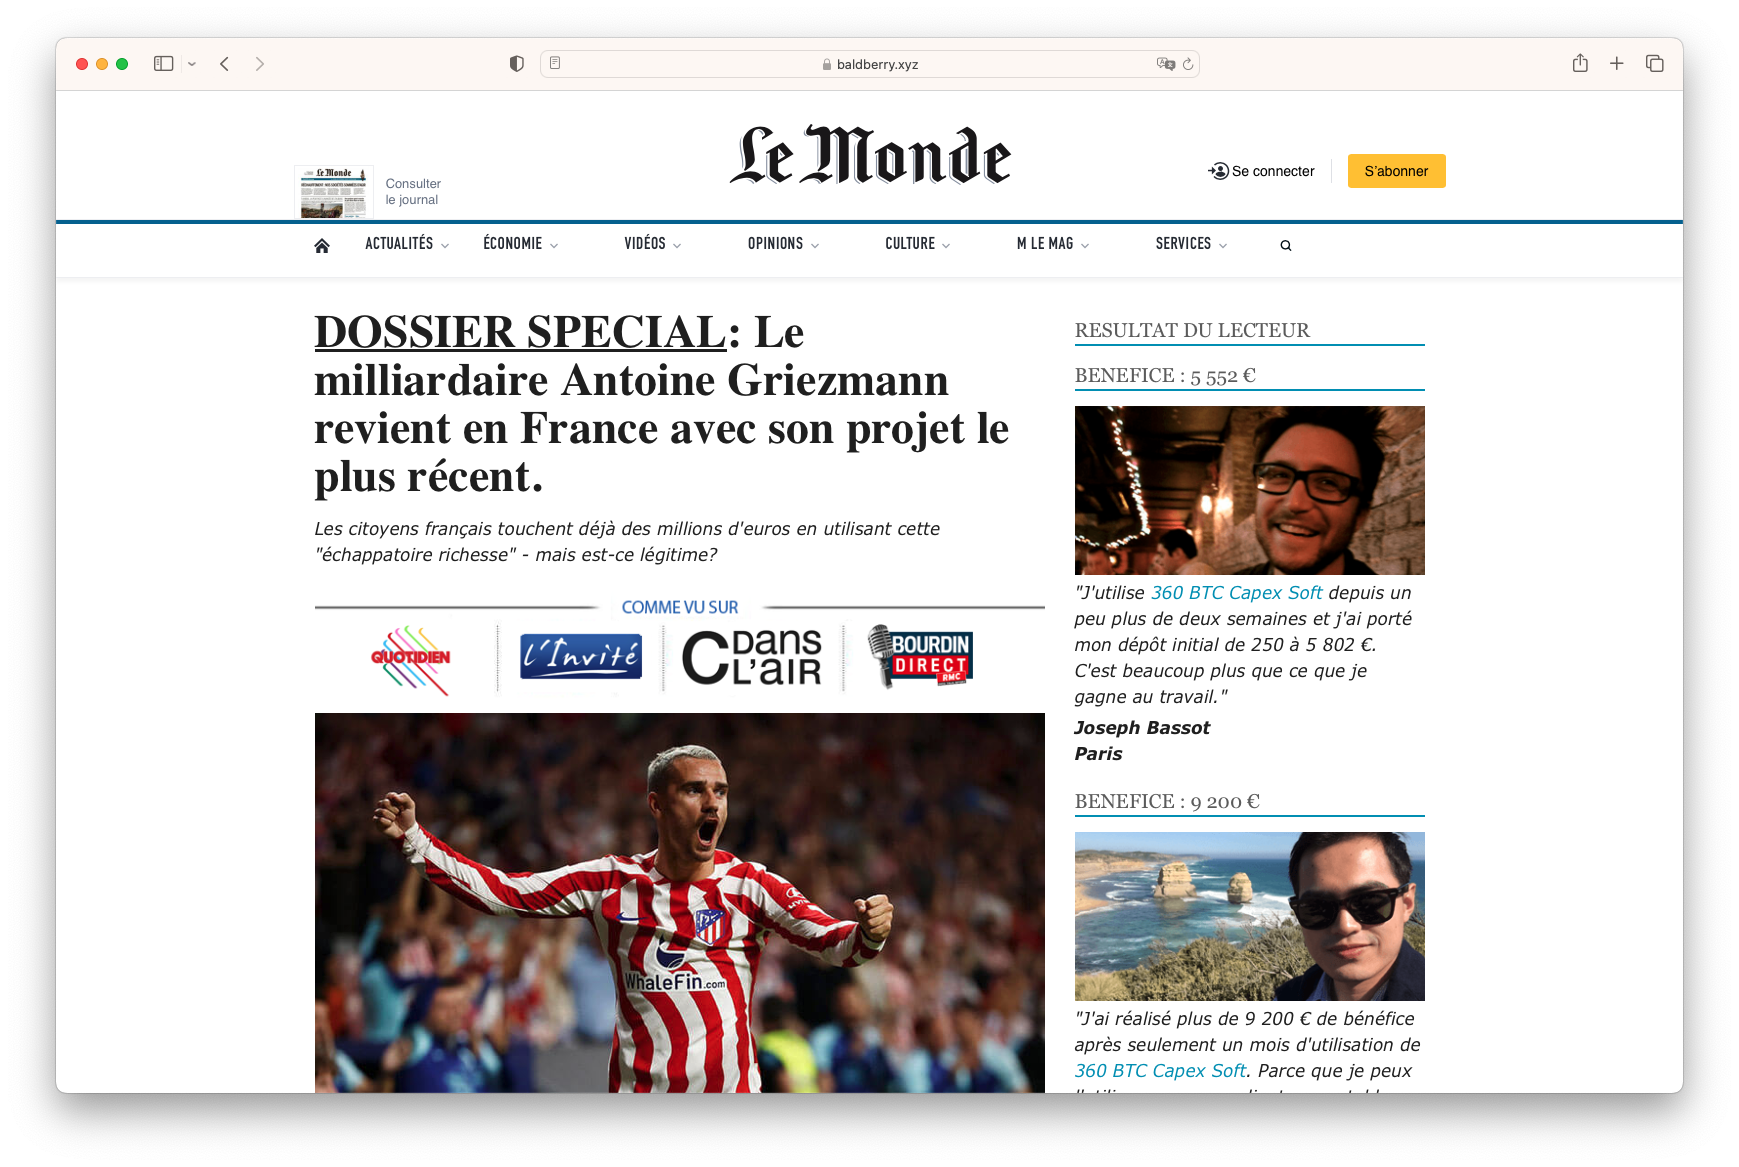 baldberry.xyz
Le Monde
Le Monde
Consulter
le journal
Se connecter
S'abonner
ACTUALITÉS
ÉCONOMIE
VIDÉOS
OPINIONS
CULTURE
M LE MAG
SERVICES
DOSSIER SPECIAL: Le
milliardaire Antoine Griezmann
revient en France avec son projet le
plus récent.
Les citoyens français touchent déjà des millions d'euros en utilisant cette
"échappatoire richesse" - mais est-ce légitime?
COMME VU SUR
QUOTIDIEN
l'Invité
C DANS
L'AIR
BOURDIN
DIRECT
RMC
WhaleFin.com
RESULTAT DU LECTEUR
BENEFICE : 5 552 €
"J'utilise 360 BTC Capex Soft depuis un
peu plus de deux semaines et j'ai porté
mon dépôt initial de 250 à 5 802 €.
C'est beaucoup plus que ce que je
gagne au travail."
Joseph Bassot
Paris
BENEFICE : 9 200 €
"J'ai réalisé plus de 9 200 € de bénéfice
après seulement un mois d'utilisation de
360 BTC Capex Soft. Parce que je peux